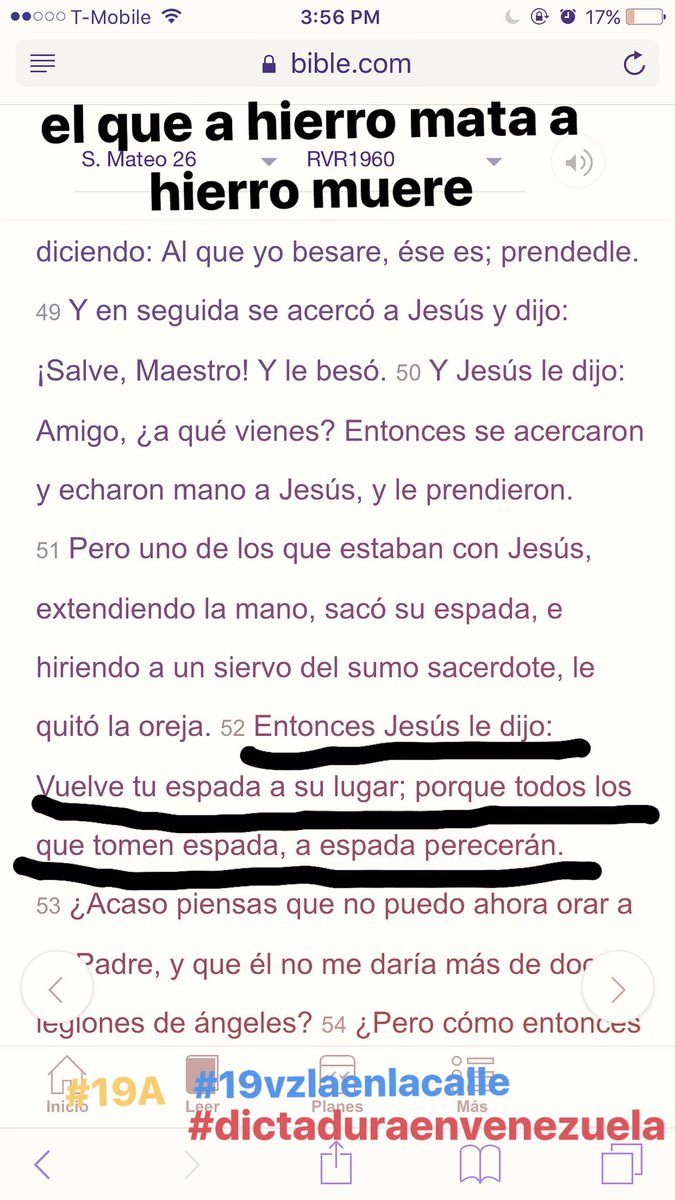 T-Mobile 3:56 PM 17%
bible.com
el que a hierro mata a
S. Mateo 26 RVR1960
hierro muere
diciendo: Al que yo besare, ése es; prendedle.
49 Y en seguida se acercó a Jesús y dijo:
¡Salve, Maestro! Y le besó. 50 Y Jesús le dijo:
Amigo, ¿a qué vienes? Entonces se acercaron
y echaron mano a Jesús, y le prendieron.
51 Pero uno de los que estaban con Jesús,
extendiendo la mano, sacó su espada, e
hiriendo a un siervo del sumo sacerdote, le
quitó la oreja. 52 Entonces Jesús le dijo:
Vuelve tu espada a su lugar; porque todos los
que tomen espada, a espada perecerán.
53 ¿Acaso piensas que no puedo ahora orar a
Padre, y que él no me daría más de
legiones de ángeles? 54 ¿Pero cómo entonces
#19A #19vzlaenlacalle
Inicio Leer Planes Más
#dictaduraenvenezuela